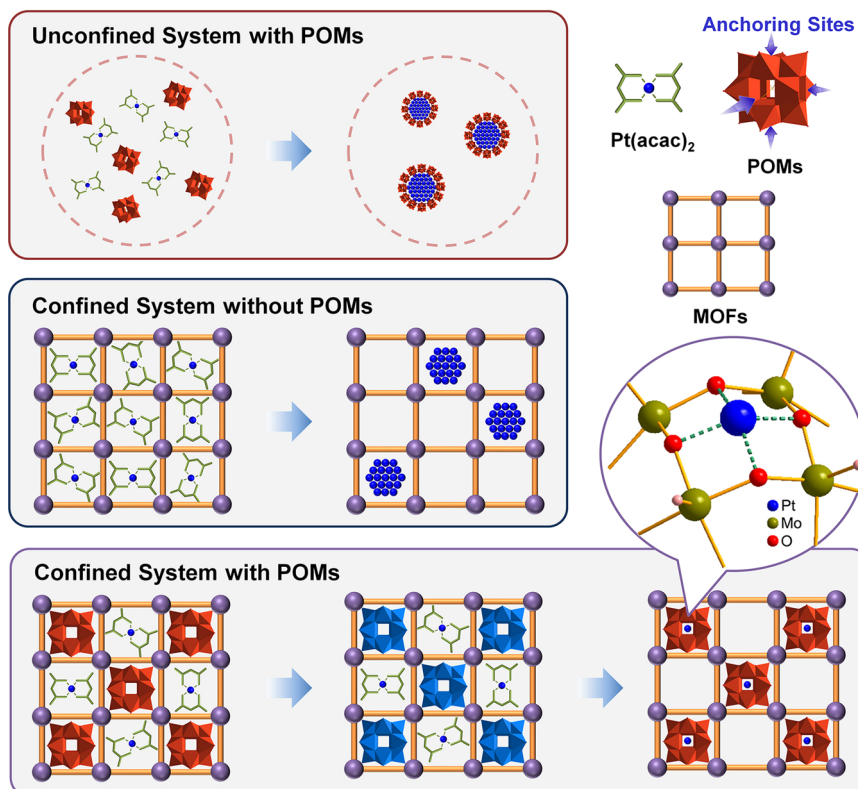 Unconfined System with POMs
Anchoring Sites
Pt(acac)2
POMs
MOFs
Confined System without POMs
Pt
Mo
O
Confined System with POMs